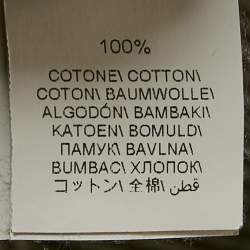 100%
COTONE\ COTTON\
COTON\ BAUMWOLLE\
ALGODÓN\ BAMBAKI\
KATOEN\ BOMULD\
ПАМУК\ BAVLNA\
BUMBAC\ ХЛОПОК\
コットン\ 全棉\ قطن